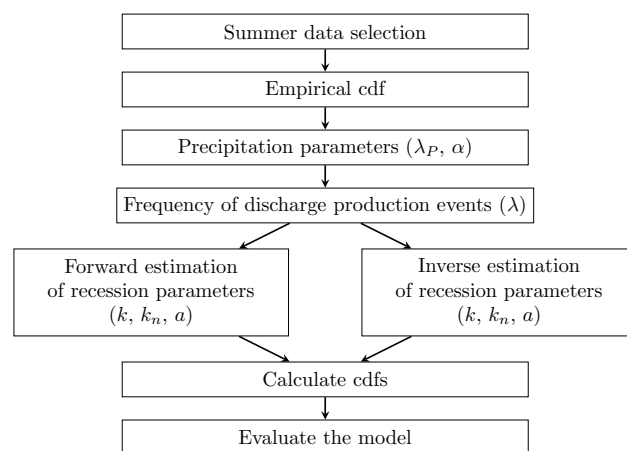 Summer data selection
Empirical cdf
Precipitation parameters (λ_P, α)
Frequency of discharge production events (λ)
Forward estimation
of recession parameters
(k, k_n, a)
Inverse estimation
of recession parameters
(k, k_n, a)
Calculate cdfs
Evaluate the model